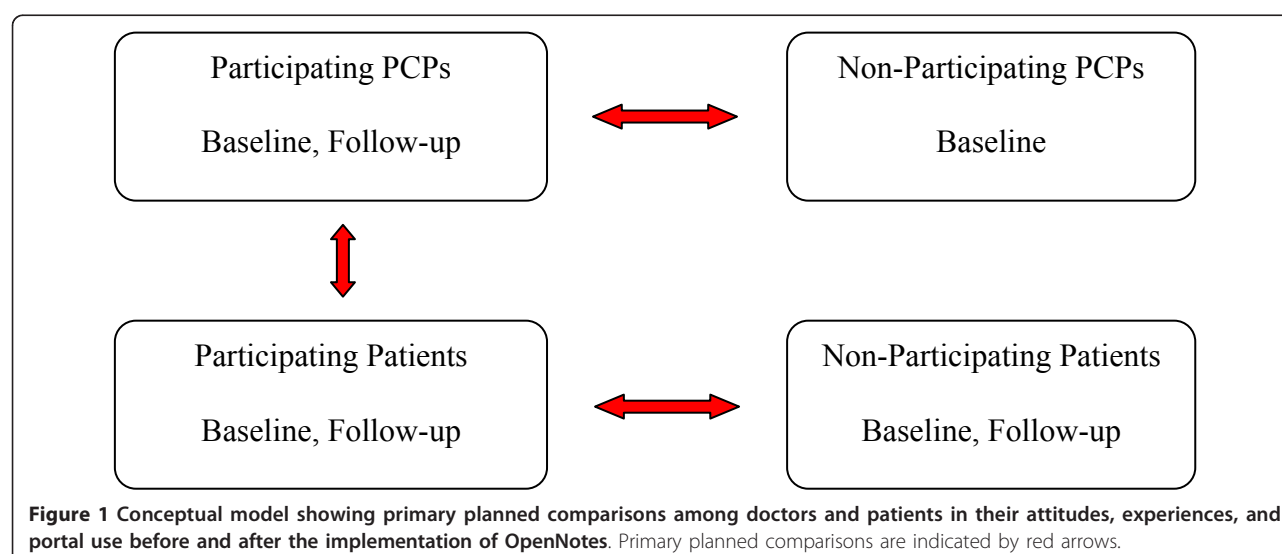 Participating PCPs
Baseline, Follow-up
Non-Participating PCPs
Baseline
Participating Patients
Baseline, Follow-up
Non-Participating Patients
Baseline, Follow-up
Figure 1 Conceptual model showing primary planned comparisons among doctors and patients in their attitudes, experiences, and
portal use before and after the implementation of OpenNotes. Primary planned comparisons are indicated by red arrows.